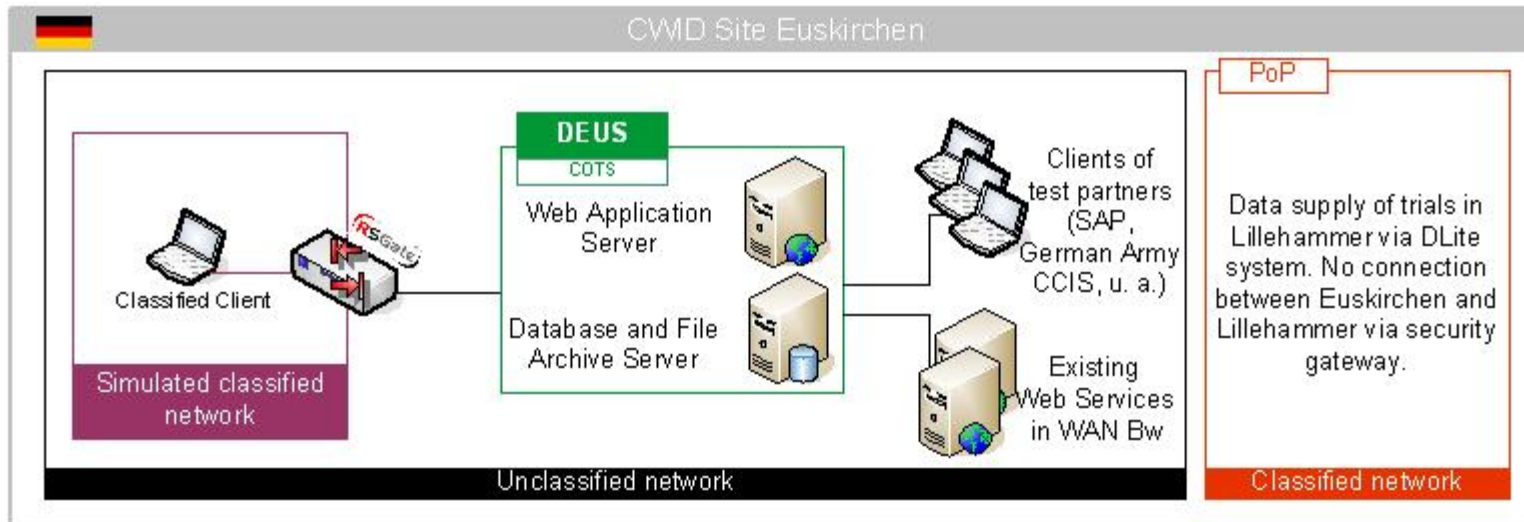 CWID Site Euskirchen
DEUS
COTS
Web Application
Server
Database and File
Archive Server
RSGate
Classified Client
Simulated classified
network
Clients of
test partners
(SAP,
German Army
CCIS, u. a.)
Existing
Web Services
in WAN Bw
Unclassified network
PoP
Data supply of trials in
Lillehammer via DLite
system. No connection
between Euskirchen and
Lillehammer via security
gateway.
Classified network